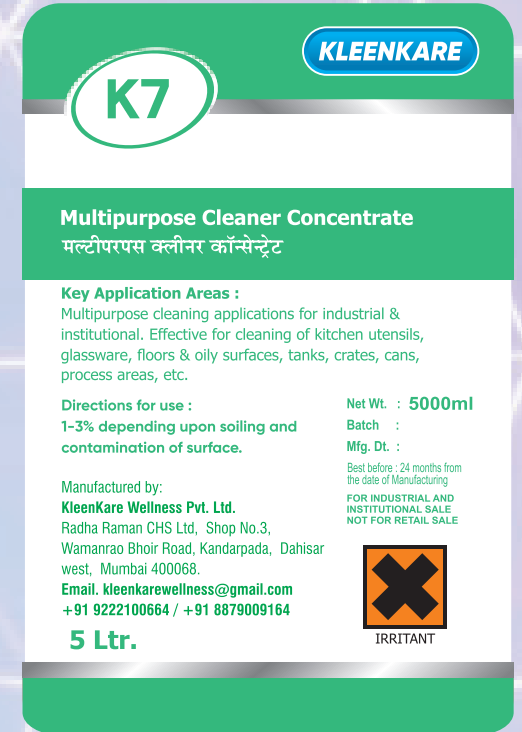 KLEENKARE
K7
Multipurpose Cleaner Concentrate
मल्टीपरपस क्लीनर कॉन्सेन्ट्रेट
Key Application Areas :
Multipurpose cleaning applications for industrial &
institutional. Effective for cleaning of kitchen utensils,
glassware, floors & oily surfaces, tanks, crates, cans,
process areas, etc.
Directions for use :
1-3% depending upon soiling and
contamination of surface.
Net Wt. : 5000ml
Batch :
Mfg. Dt. :
Best before : 24 months from
the date of Manufacturing
FOR INDUSTRIAL AND
INSTITUTIONAL SALE
NOT FOR RETAIL SALE
Manufactured by:
KleenKare Wellness Pvt. Ltd.
Radha Raman CHS Ltd, Shop No.3,
Wamanrao Bhoir Road, Kandarpada, Dahisar
west, Mumbai 400068.
Email. kleenkarewellness@gmail.com
+91 9222100664 / +91 8879009164
5 Ltr.
IRRITANT